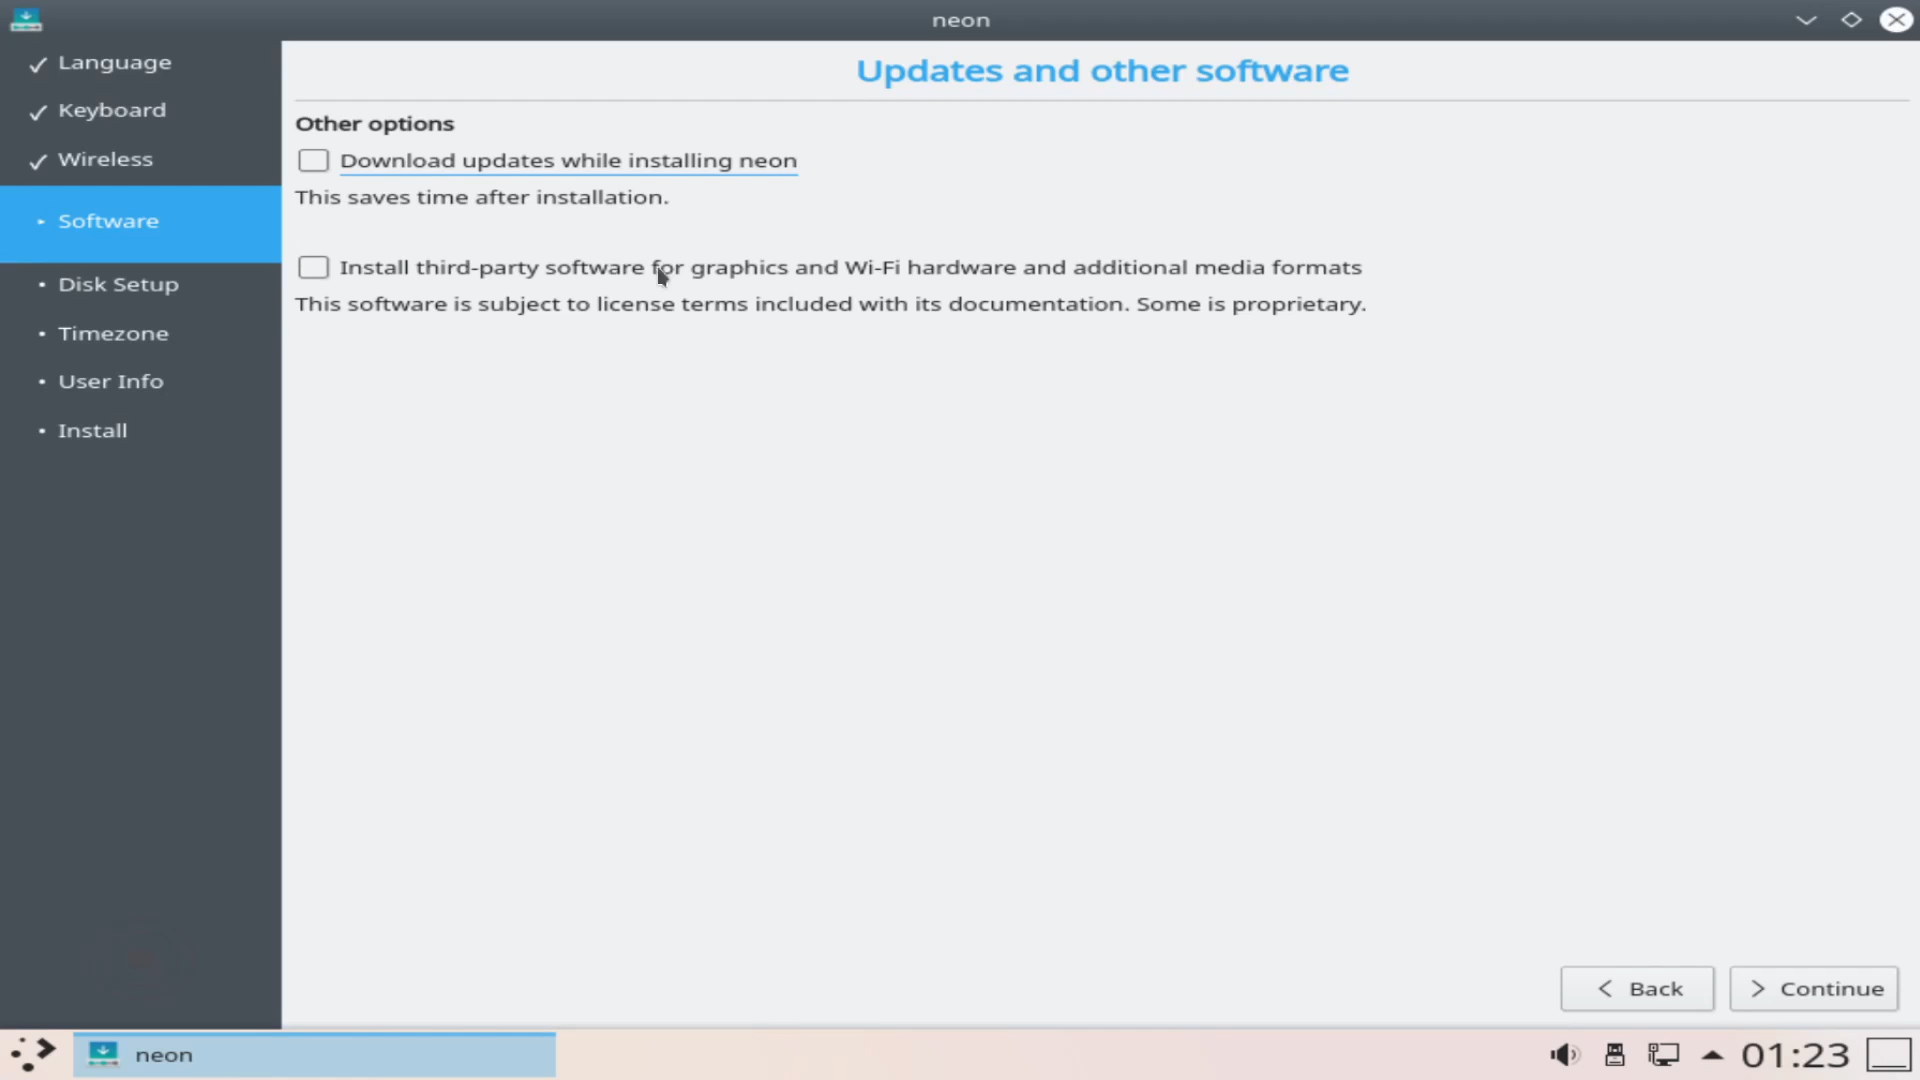 neon
Language
Keyboard
Wireless
Software
Disk Setup
Timezone
User Info
Install
Updates and other software
Other options
Download updates while installing neon
This saves time after installation.
Install third-party software for graphics and Wi-Fi hardware and additional media formats
This software is subject to license terms included with its documentation. Some is proprietary.
Back
Continue
neon
01:23